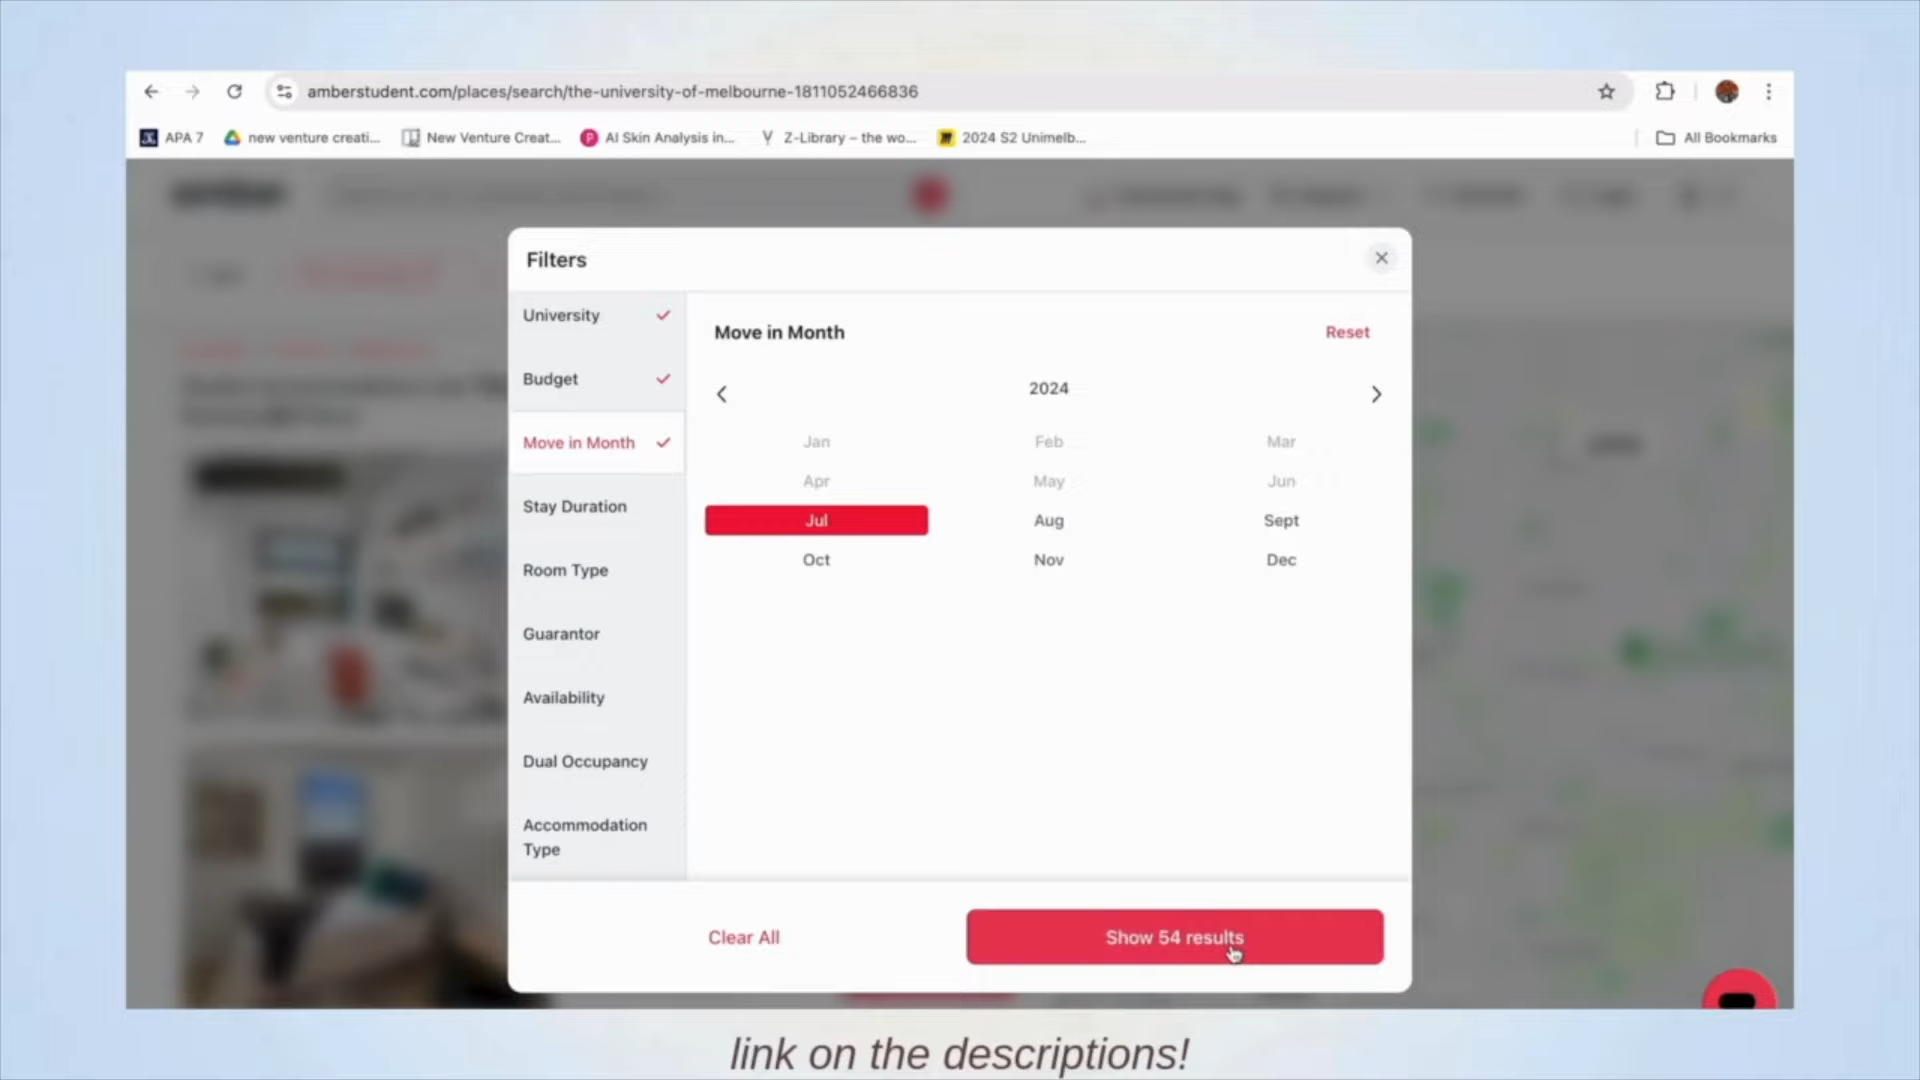 amberstudent.com/places/search/the-university-of-melbourne-1811052466836
APA 7 new venture creati... New Venture Creat... AI Skin Analysis in... Z-Library – the wo... 2024 S2 Unimelb... All Bookmarks
Filters
University
Budget
Move in Month
Stay Duration
Room Type
Guarantor
Availability
Dual Occupancy
Accommodation
Type
Move in Month Reset
2024
Jan Feb Mar
Apr May Jun
Jul Aug Sept
Oct Nov Dec
Clear All Show 54 results
link on the descriptions!